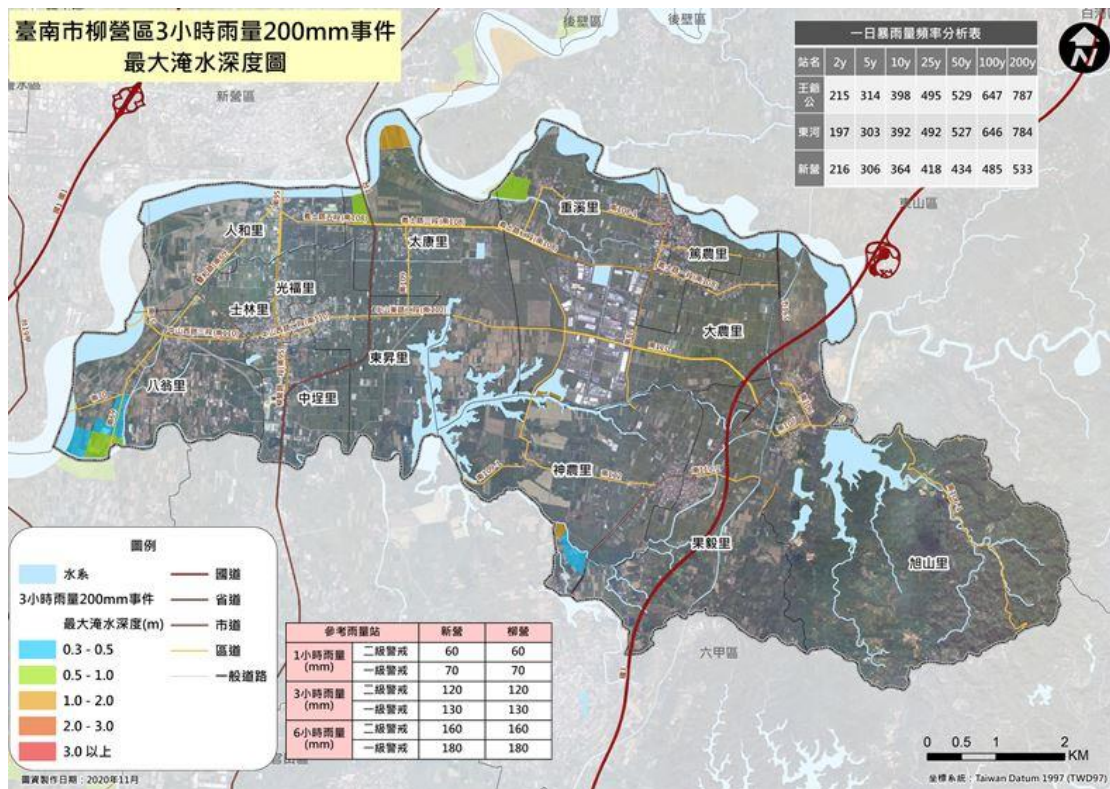 臺南市柳營區3小時雨量200mm事件
最大淹水深度圖
後壁區
後壁區
新營區
東山區
六甲區
一日暴雨量頻率分析表
站名 2y 5y 10y 25y 50y 100y 200y
王爺公 215 314 398 495 529 647 787
東河 197 303 392 492 527 646 784
新營 216 306 364 418 434 485 533
N
重溪里
人和里
太康里
篤農里
光福里
士林里
大農里
東昇里
八翁里
中埕里
神農里
果毅里
旭山里
圖例
水系
3小時雨量200mm事件
最大淹水深度(m)
0.3 - 0.5
0.5 - 1.0
1.0 - 2.0
2.0 - 3.0
3.0 以上
國道
省道
市道
區道
一般道路
參考雨量站 新營 柳營
1小時雨量(mm) 二級警戒 60 60
一級警戒 70 70
3小時雨量(mm) 二級警戒 120 120
一級警戒 130 130
6小時雨量(mm) 二級警戒 160 160
一級警戒 180 180
0 0.5 1 2
KM
圖資製作日期：2020年11月
坐標系統：Taiwan Datum 1997 (TWD97)